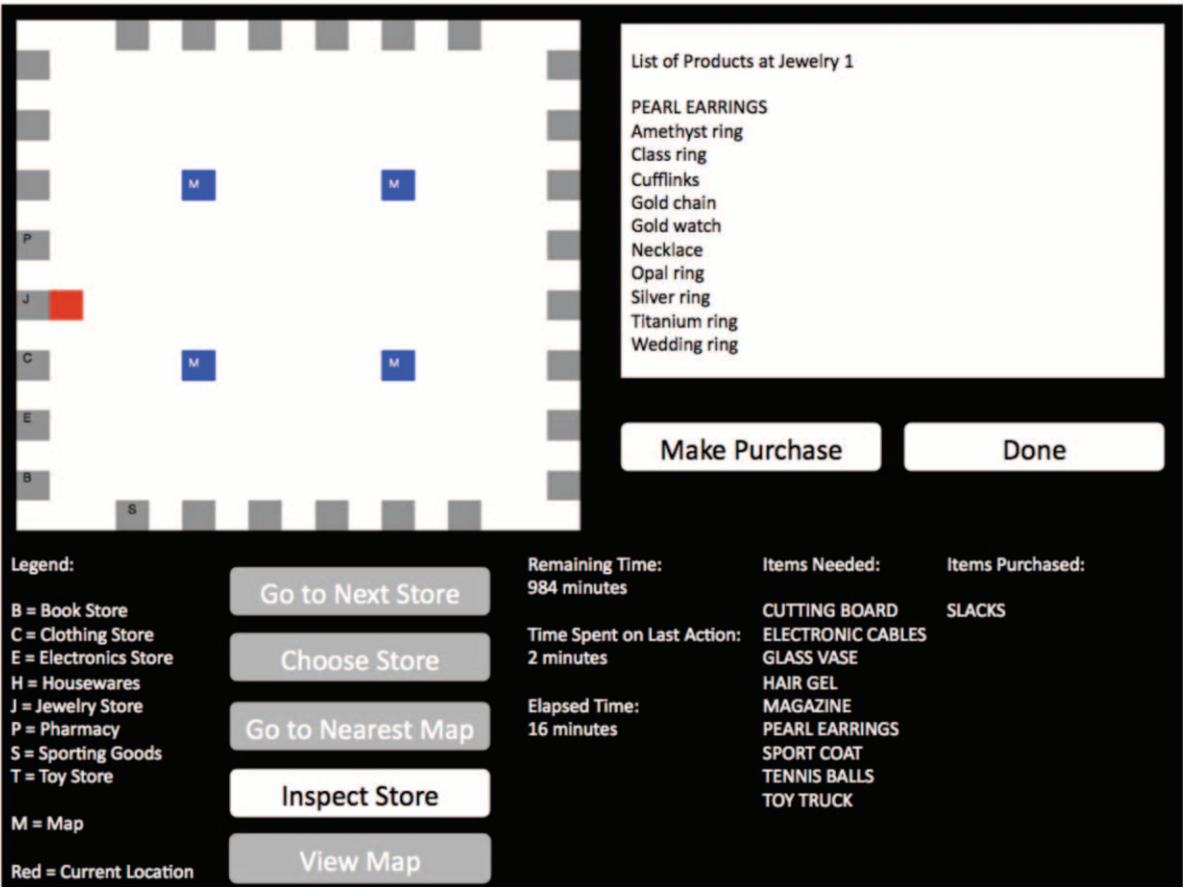 M M
P
J
C
M M
E
B
S
List of Products at Jewelry 1
PEARL EARRINGS
Amethyst ring
Class ring
Cufflinks
Gold chain
Gold watch
Necklace
Opal ring
Silver ring
Titanium ring
Wedding ring
Make Purchase
Done
Legend:
B = Book Store
C = Clothing Store
E = Electronics Store
H = Housewares
J = Jewelry Store
P = Pharmacy
S = Sporting Goods
T = Toy Store
M = Map
Red = Current Location
Go to Next Store
Choose Store
Go to Nearest Map
Inspect Store
View Map
Remaining Time:
984 minutes
Time Spent on Last Action:
2 minutes
Elapsed Time:
16 minutes
Items Needed:
CUTTING BOARD
ELECTRONIC CABLES
GLASS VASE
HAIR GEL
MAGAZINE
PEARL EARRINGS
SPORT COAT
TENNIS BALLS
TOY TRUCK
Items Purchased:
SLACKS